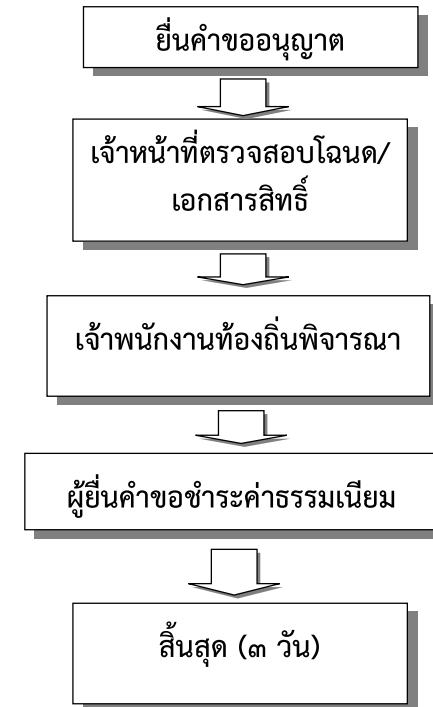 ยื่นคำขออนุญาต
เจ้าหน้าที่ตรวจสอบโฉนด/
เอกสารสิทธิ์
เจ้าพนักงานท้องถิ่นพิจารณา
ผู้ยื่นคำขอชำระค่าธรรมเนียม
สิ้นสุด (๓ วัน)